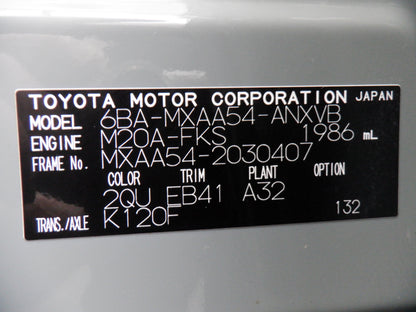 TOYOTA MOTOR CORPORATION JAPAN
MODEL 6BA-MXAA54-ANXVB
ENGINE M20A-FKS 1986 mL
FRAME No. MXAA54-2030407
COLOR TRIM PLANT OPTION
2QU EB41 A32
TRANS./AXLE K120F 132